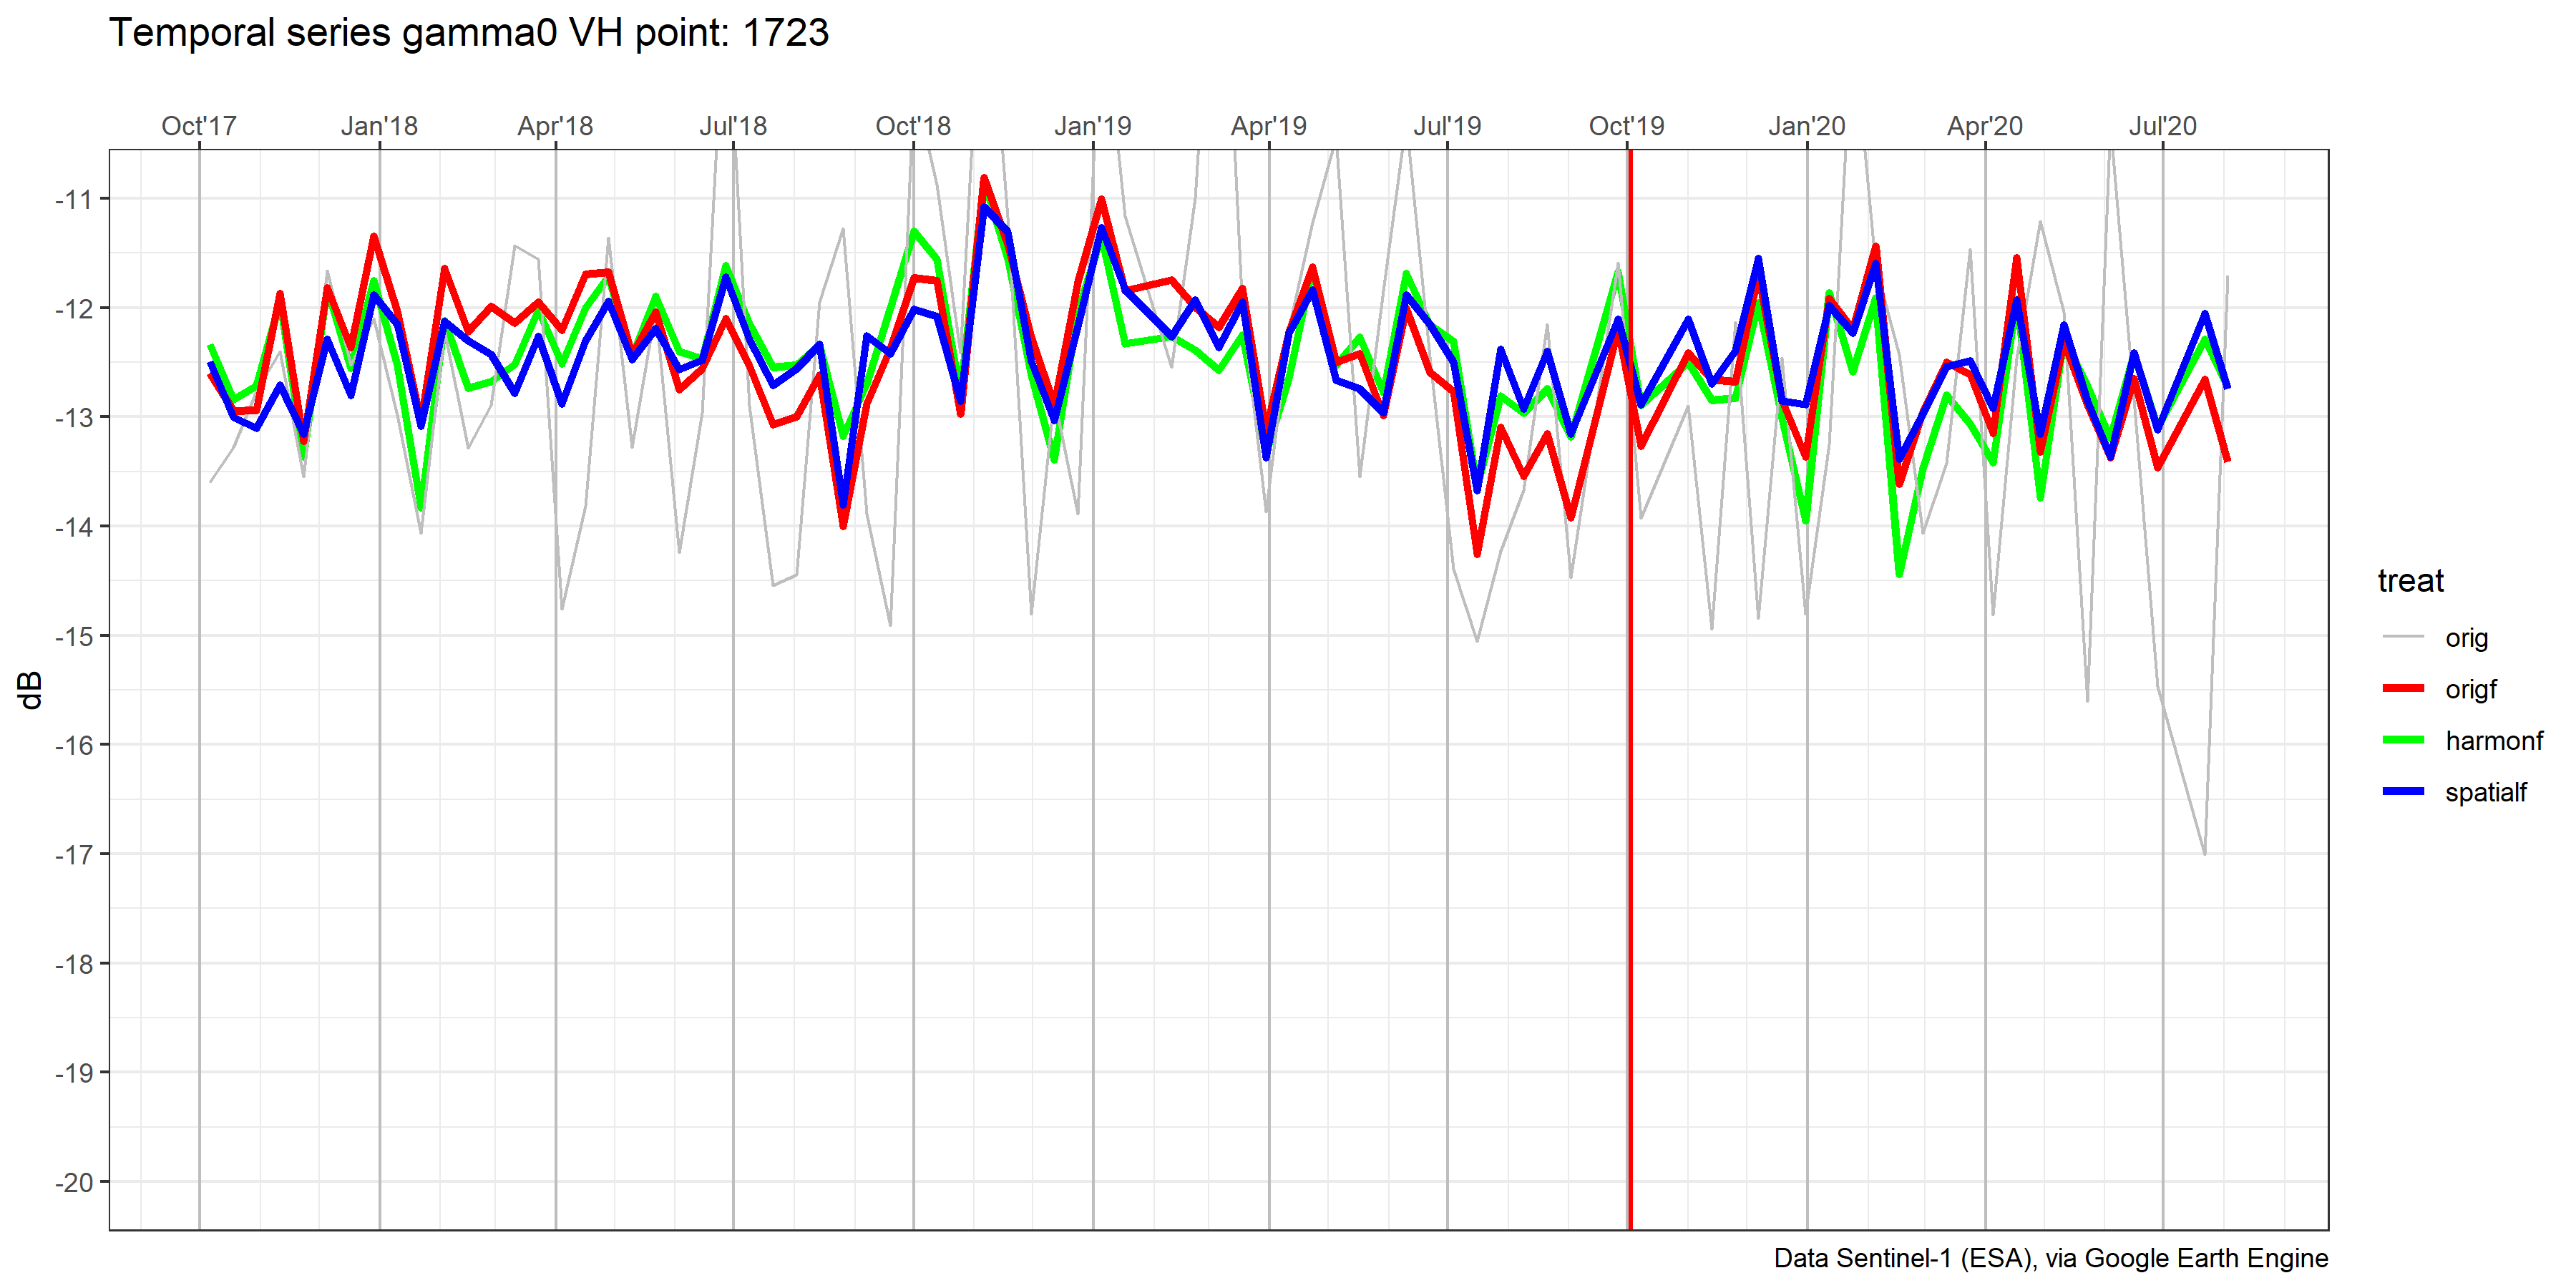 Temporal series gamma0 VH point: 1723
Oct'17 Jan'18 Apr'18 Jul'18 Oct'18 Jan'19 Apr'19 Jul'19 Oct'19 Jan'20 Apr'20 Jul'20
-11
-12
-13
-14
-15
-16
-17
-18
-19
-20
dB
treat
orig
origf
harmonf
spatialf
Data Sentinel-1 (ESA), via Google Earth Engine